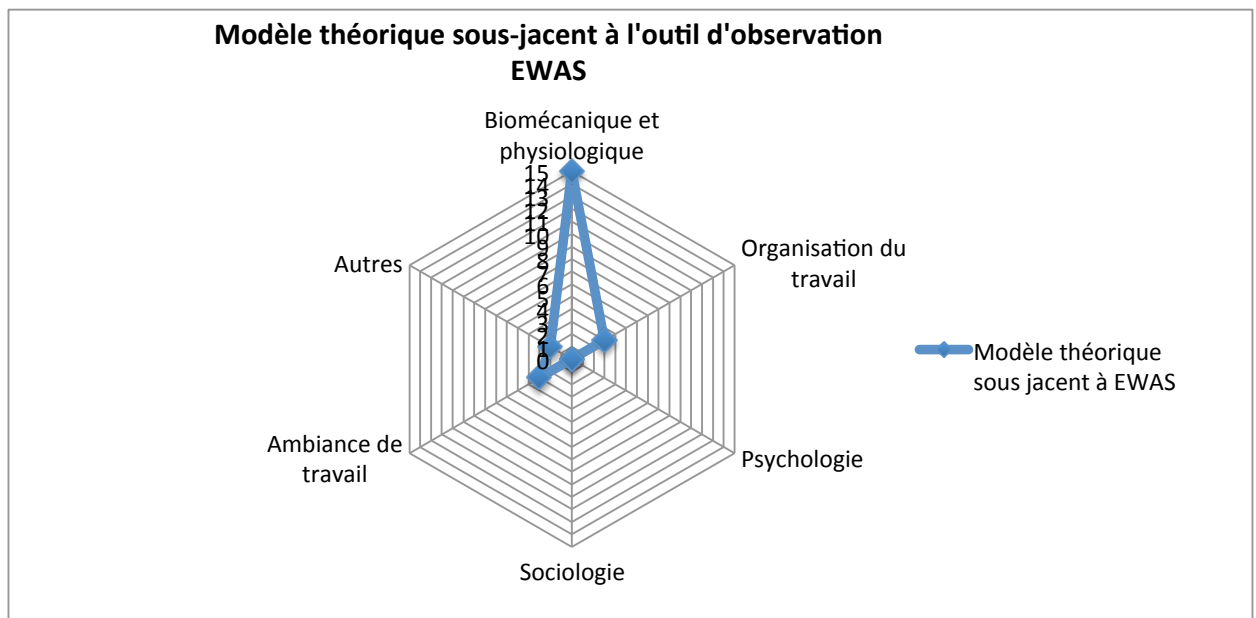 Modèle théorique sous-jacent à l'outil d'observation
EWAS
Biomécanique et
physiologique
15
14
13
12
11
10
9
8
7
6
5
4
3
2
1
0
Organisation du
travail
Psychologie
Sociologie
Ambiance de
travail
Autres
Modèle théorique
sous jacent à EWAS